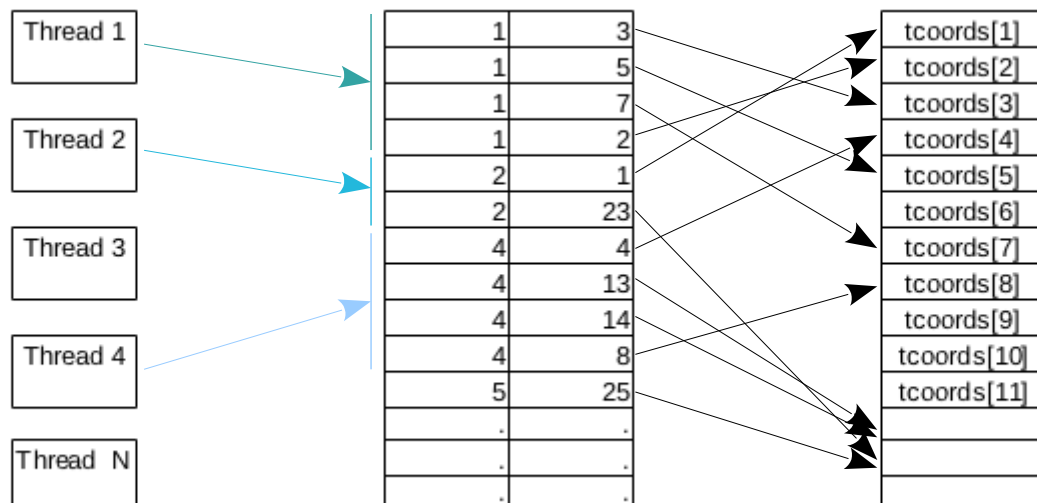 Thread 1
Thread 2
Thread 3
Thread 4
Thread N
1 3
1 5
1 7
1 2
2 1
2 23
4 4
4 13
4 14
4 8
5 25
. .
. .
. .
tcoords[1]
tcoords[2]
tcoords[3]
tcoords[4]
tcoords[5]
tcoords[6]
tcoords[7]
tcoords[8]
tcoords[9]
tcoords[10]
tcoords[11]